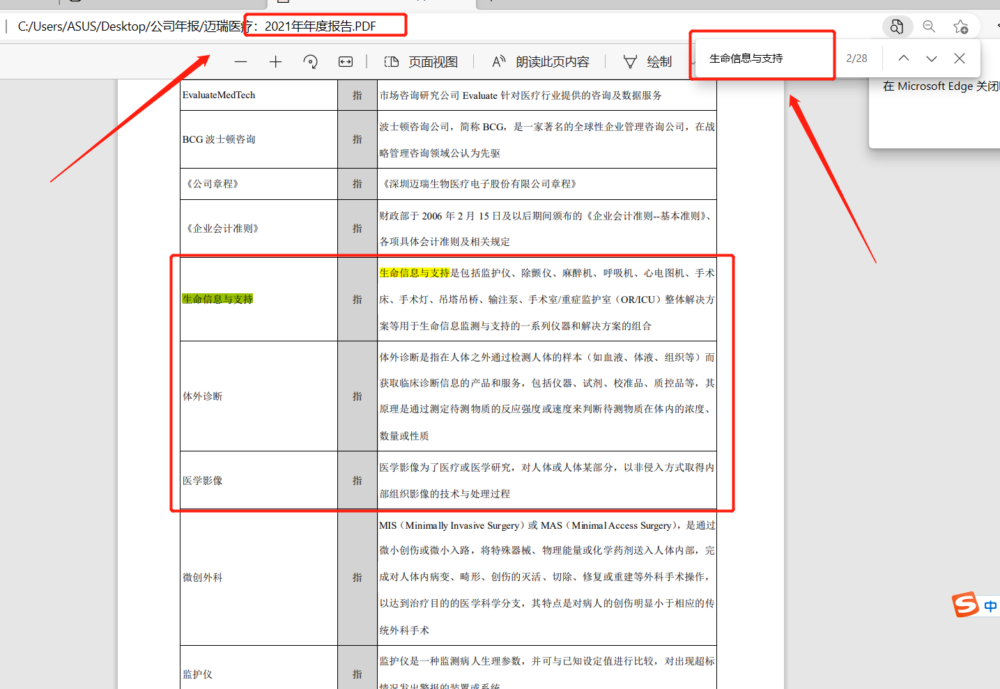 C:/Users/ASUS/Desktop/公司年报/迈瑞医疗：2021年年度报告.PDF
页面视图
朗读此页内容
绘制
生命信息与支持
2/28
在 Microsoft Edge 关闭
EvaluateMedTech 指 市场咨询研究公司 Evaluate 针对医疗行业提供的咨询及数据服务
BCG 波士顿咨询 指 波士顿咨询公司，简称 BCG，是一家著名的全球性企业管理咨询公司，在战
略管理咨询领域公认为先驱
《公司章程》 指 《深圳迈瑞生物医疗电子股份有限公司章程》
《企业会计准则》 指 财政部于 2006 年 2 月 15 日及以后期间颁布的《企业会计准则--基本准则》、
各项具体会计准则及相关规定
生命信息与支持 指 生命信息与支持是包括监护仪、除颤仪、麻醉机、呼吸机、心电图机、手术
床、手术灯、吊塔吊桥、输注泵、手术室/重症监护室（OR/ICU）整体解决方
案等用于生命信息监测与支持的一系列仪器和解决方案的组合
体外诊断 指 体外诊断是指在人体之外通过检测人体的样本（如血液、体液、组织等）而
获取临床诊断信息的产品和服务，包括仪器、试剂、校准品、质控品等，其
原理是通过测定待测物质的反应强度或速度来判断待测物质在体内的浓度、
数量或性质
医学影像 指 医学影像为了医疗或医学研究，对人体或人体某部分，以非侵入方式取得内
部组织影像的技术与处理过程
微创外科 指 MIS（Minimally Invasive Surgery）或 MAS（Minimal Access Surgery），是通过
微小创伤或微小入路，将特殊器械、物理能量或化学药剂送入人体内部，完
成对人体内病变、畸形、创伤的灭活、切除、修复或重建等外科手术操作，
以达到治疗目的的医学科学分支，其特点是对病人的创伤明显小于相应的传
统外科手术
监护仪 指 监护仪是一种监测病人生理参数，并可与已知设定值进行比较，对出现超标
情况发出警报的装置或系统
中